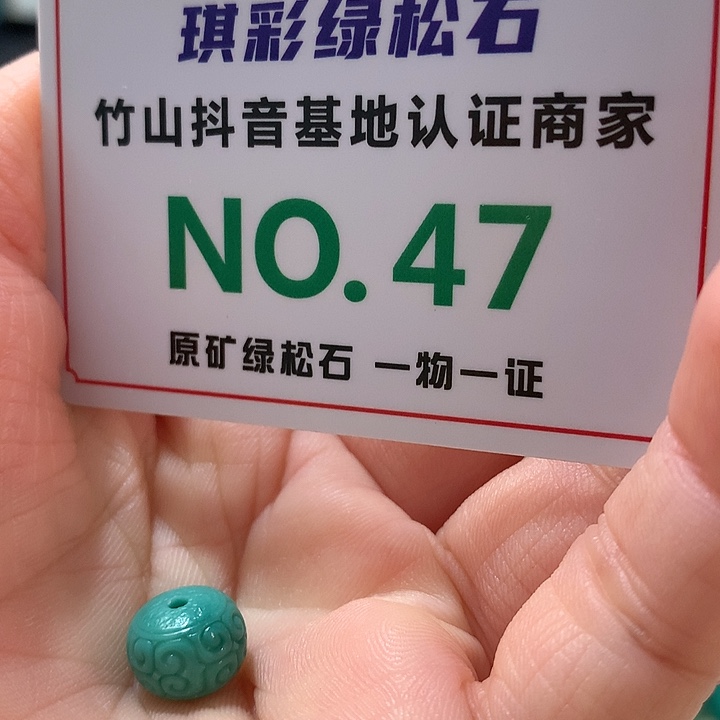 琪彩绿松石
竹山抖音基地认证商家
NO.47
原矿绿松石 一物一证